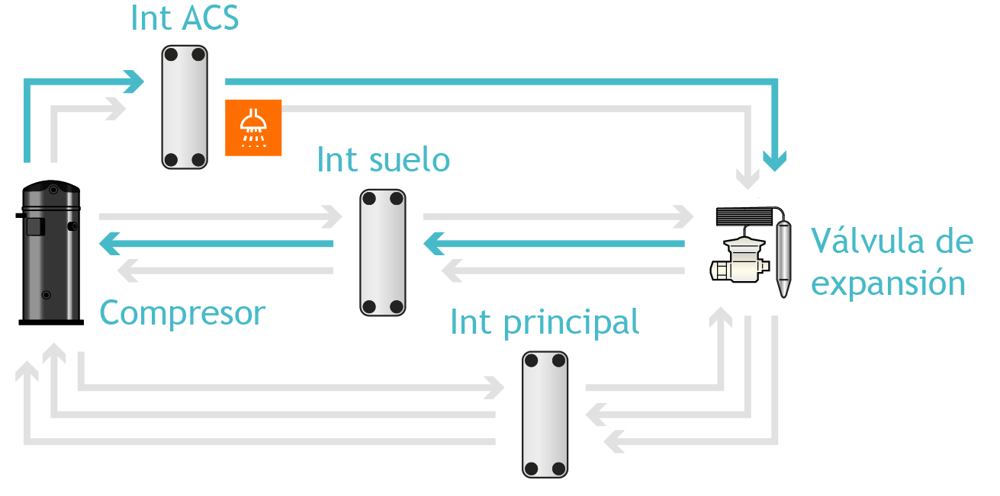 Int ACS
Int suelo
Válvula de
expansión
Compresor
Int principal